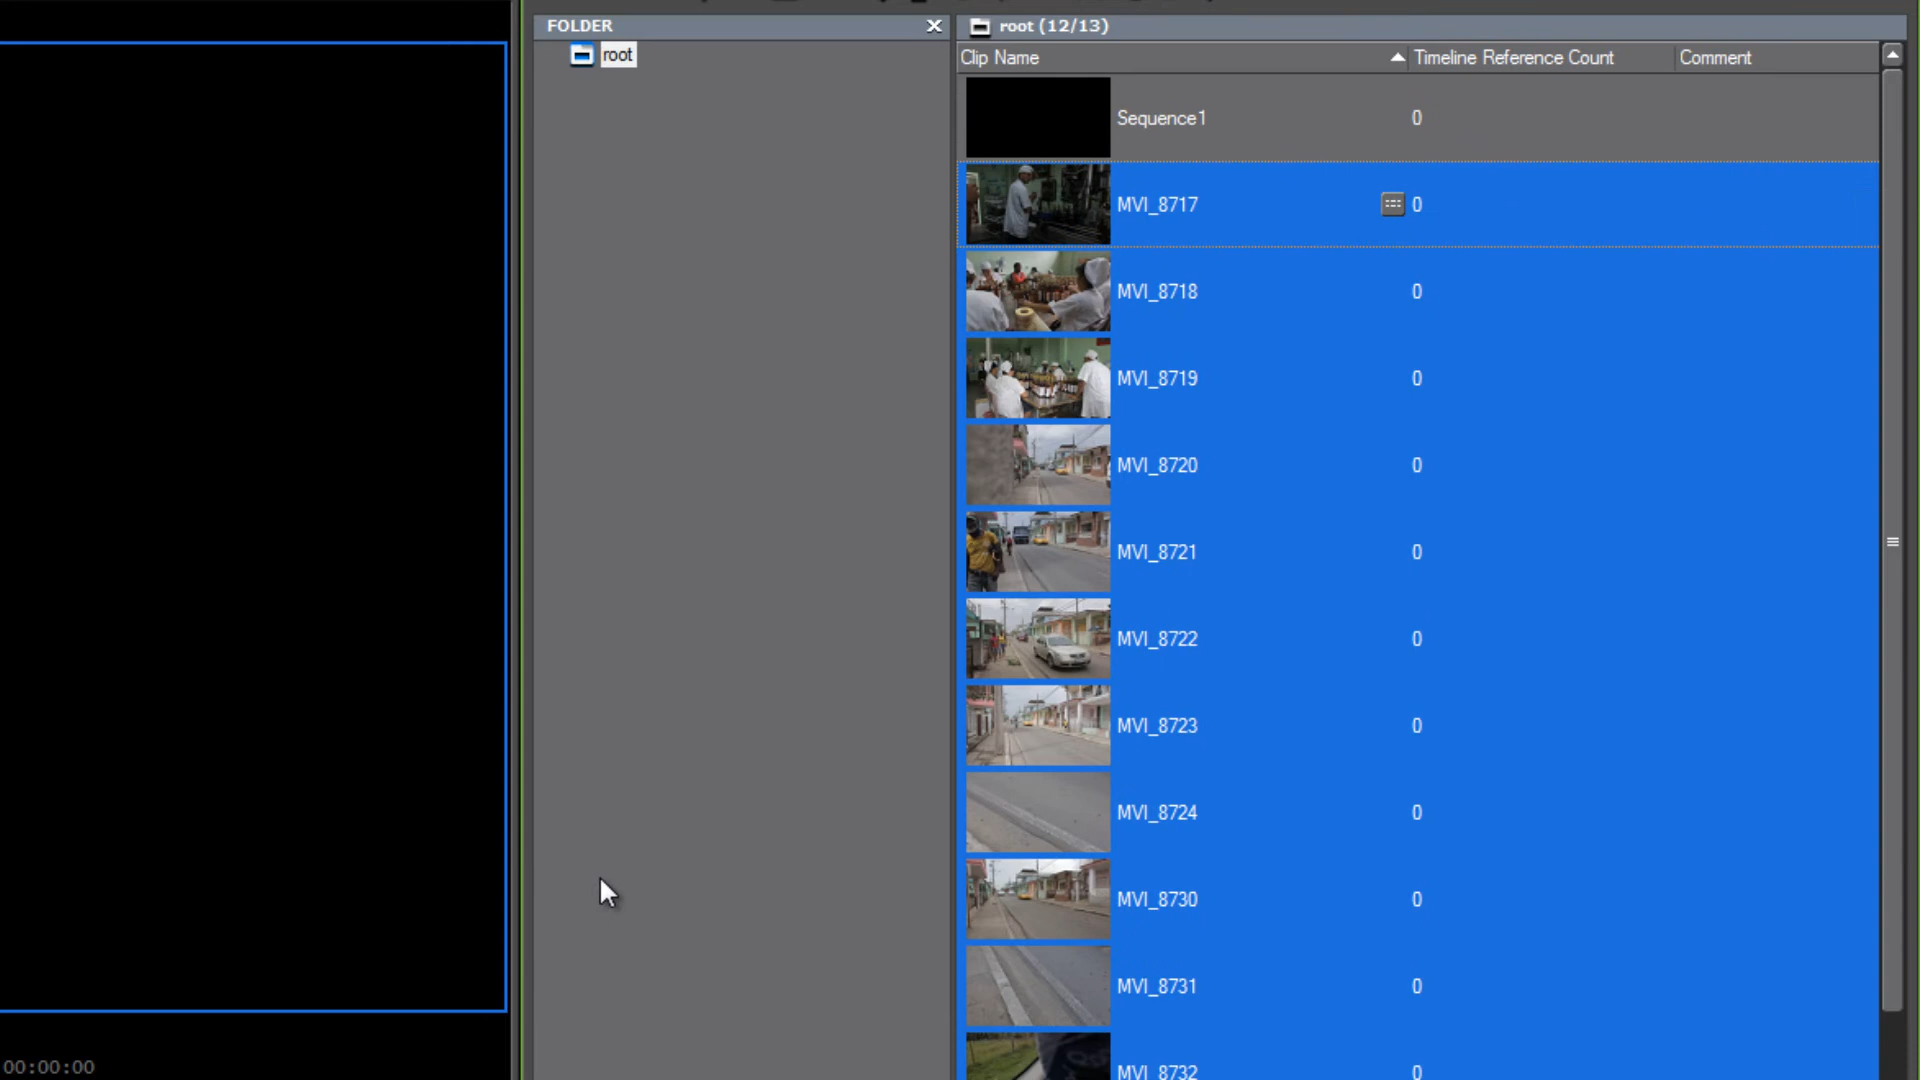 FOLDER
root
root (12/13)
Clip Name Timeline Reference Count Comment
Sequence1 0
MVI_8717 0
MVI_8718 0
MVI_8719 0
MVI_8720 0
MVI_8721 0
MVI_8722 0
MVI_8723 0
MVI_8724 0
MVI_8730 0
MVI_8731 0
MVI_8732 0
00:00:00